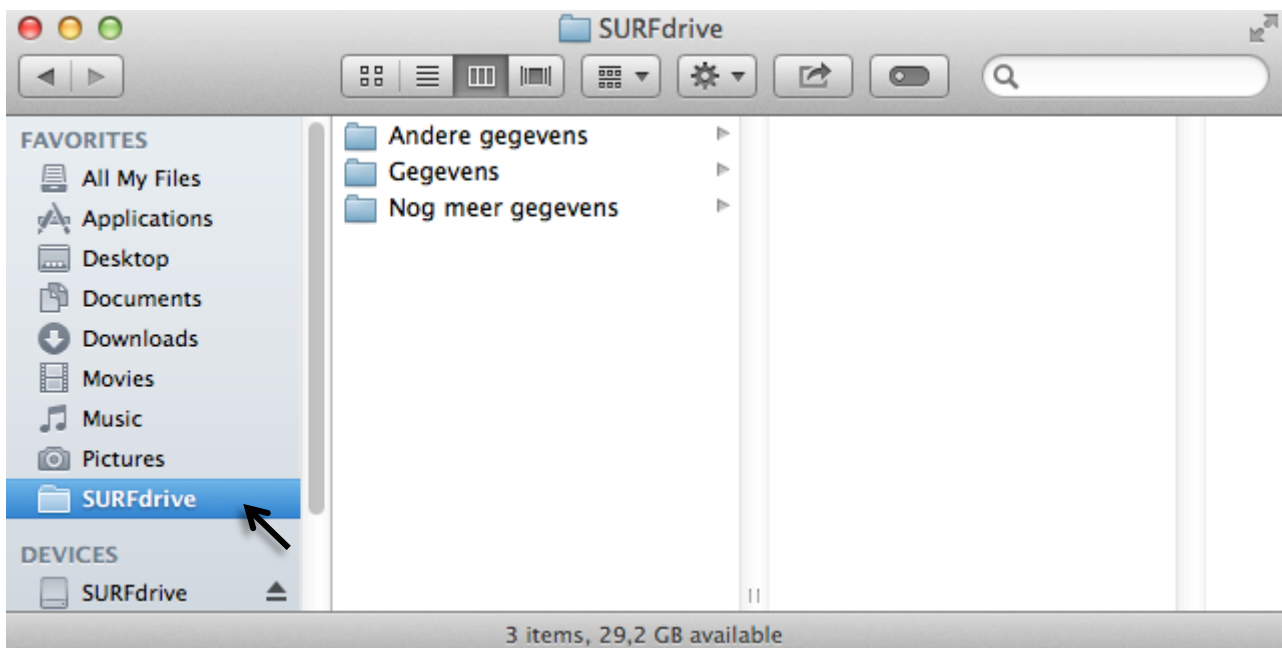 SURFdrive
FAVORITES
All My Files
Applications
Desktop
Documents
Downloads
Movies
Music
Pictures
SURFdrive
DEVICES
SURFdrive
Andere gegevens
Gegevens
Nog meer gegevens
3 items, 29,2 GB available